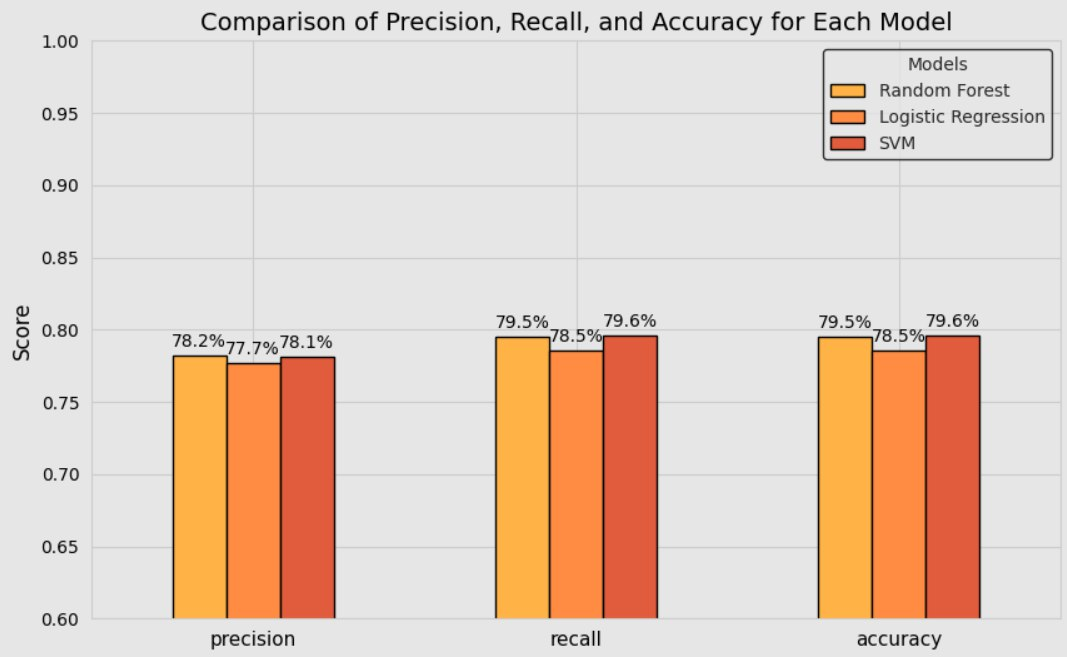 Comparison of Precision, Recall, and Accuracy for Each Model
1.00
0.95
0.90
0.85
0.80
0.75
0.70
0.65
0.60
Score
Models
Random Forest
Logistic Regression
SVM
78.2% 77.7% 78.1%
79.5% 78.5% 79.6%
79.5% 78.5% 79.6%
precision recall accuracy